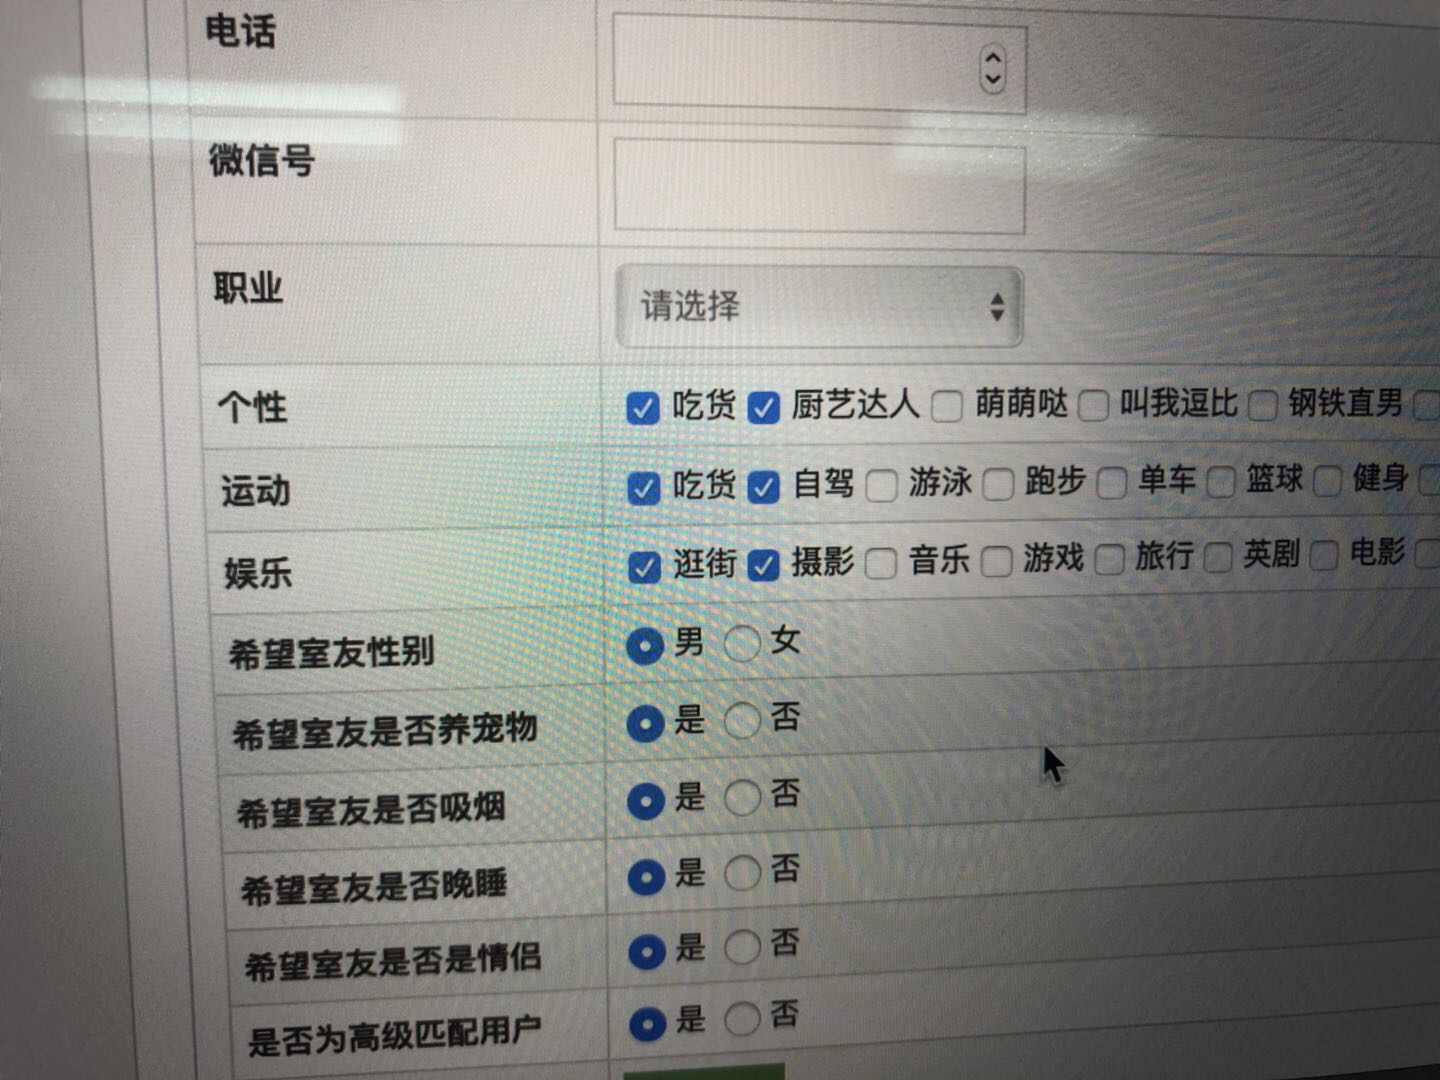 电话
微信号
职业 请选择
个性 吃货 厨艺达人 萌萌哒 叫我逗比 钢铁直男
运动 吃货 自驾 游泳 跑步 单车 篮球 健身
娱乐 逛街 摄影 音乐 游戏 旅行 英剧 电影
希望室友性别 男 女
希望室友是否养宠物 是 否
希望室友是否吸烟 是 否
希望室友是否晚睡 是 否
希望室友是否是情侣 是 否
是否为高级匹配用户 是 否